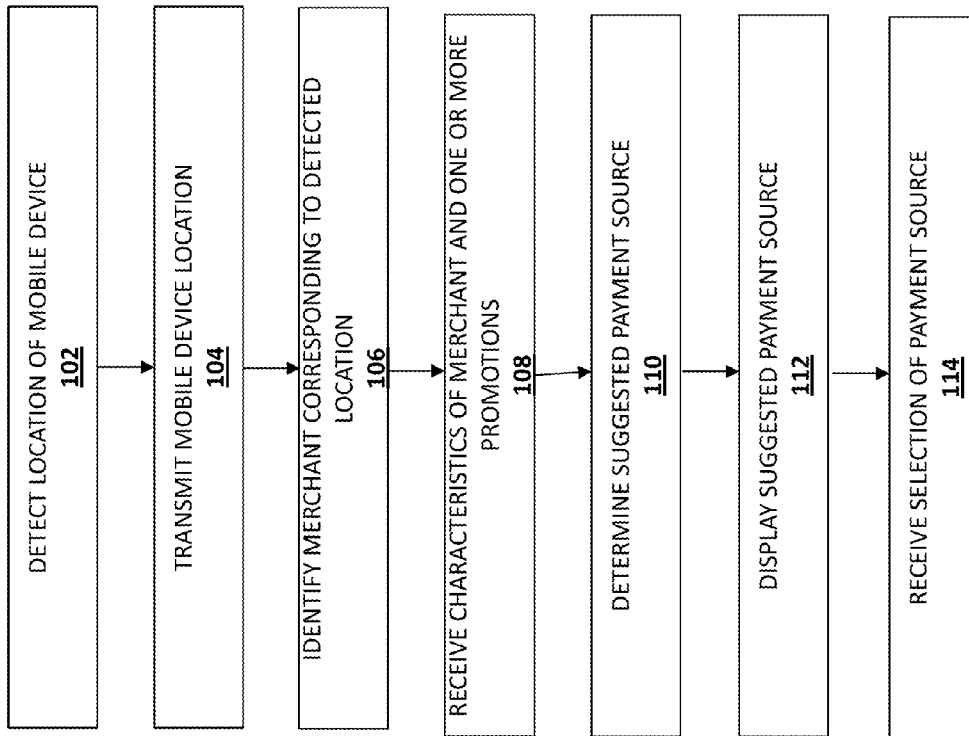 DETECT LOCATION OF MOBILE DEVICE
102
TRANSMIT MOBILE DEVICE LOCATION
104
IDENTIFY MERCHANT CORRESPONDING TO DETECTED
LOCATION
106
RECEIVE CHARACTERISTICS OF MERCHANT AND ONE OR MORE
PROMOTIONS
108
DETERMINE SUGGESTED PAYMENT SOURCE
110
DISPLAY SUGGESTED PAYMENT SOURCE
112
RECEIVE SELECTION OF PAYMENT SOURCE
114